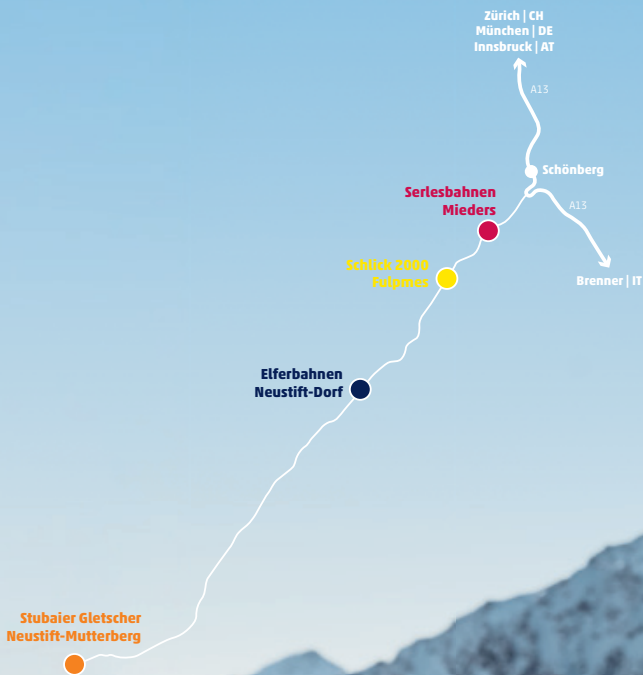 Zürich | CH
München | DE
Innsbruck | AT
A13
Schönberg
Serlesbahnen
Mieders
A13
Schlick 2000
Fulpmes
Brenner | IT
Elferbahnen
Neustift-Dorf
Stubaier Gletscher
Neustift-Mutterberg